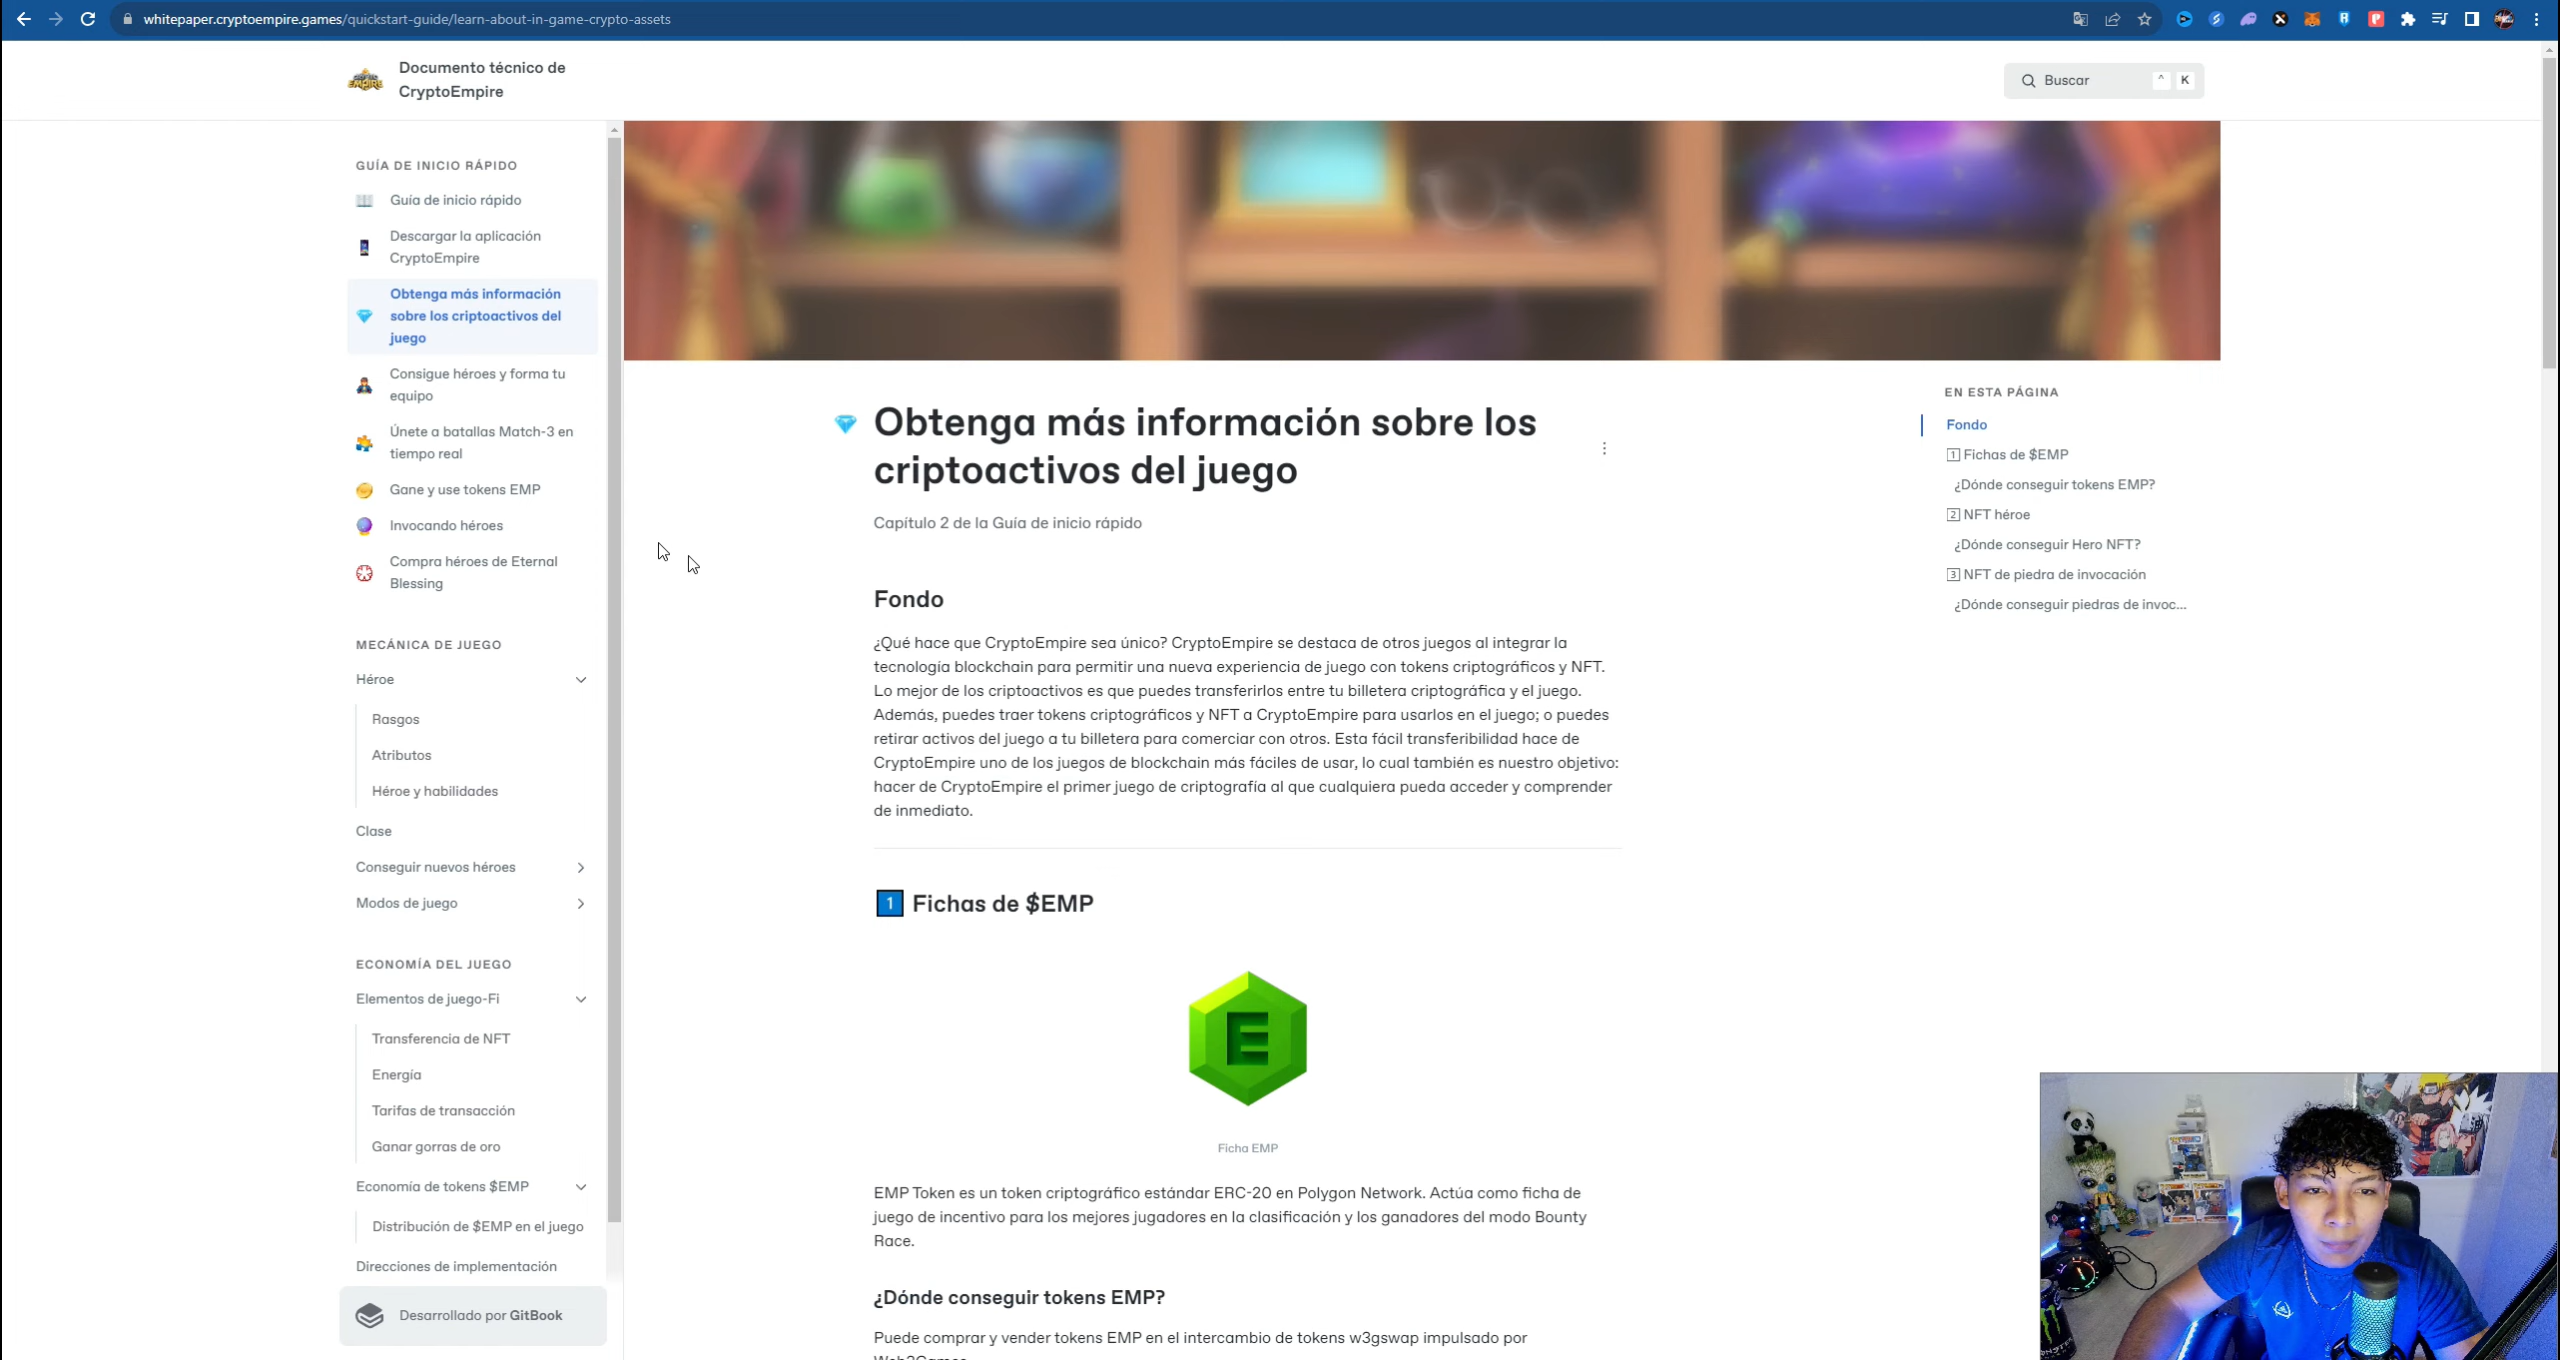 whitepaper.cryptoempire.games/quickstart-guide/learn-about-in-game-crypto-assets
Documento técnico de
CryptoEmpire
Buscar
^ K
GUÍA DE INICIO RÁPIDO
Guía de inicio rápido
Descargar la aplicación
CryptoEmpire
Obtenga más información
sobre los criptoactivos del
juego
Consigue héroes y forma tu
equipo
Únete a batallas Match-3 en
tiempo real
Gane y use tokens EMP
Invocando héroes
Compra héroes de Eternal
Blessing
MECÁNICA DE JUEGO
Héroe
Rasgos
Atributos
Héroe y habilidades
Clase
Conseguir nuevos héroes
Modos de juego
ECONOMÍA DEL JUEGO
Elementos de juego-Fi
Transferencia de NFT
Energía
Tarifas de transacción
Ganar gorras de oro
Economía de tokens $EMP
Distribución de $EMP en el juego
Direcciones de implementación
Desarrollado por GitBook
Obtenga más información sobre los
criptoactivos del juego
Capítulo 2 de la Guía de inicio rápido
Fondo
¿Qué hace que CryptoEmpire sea único? CryptoEmpire se destaca de otros juegos al integrar la
tecnología blockchain para permitir una nueva experiencia de juego con tokens criptográficos y NFT.
Lo mejor de los criptoactivos es que puedes transferirlos entre tu billetera criptográfica y el juego.
Además, puedes traer tokens criptográficos y NFT a CryptoEmpire para usarlos en el juego; o puedes
retirar activos del juego a tu billetera para comerciar con otros. Esta fácil transferibilidad hace de
CryptoEmpire uno de los juegos de blockchain más fáciles de usar, lo cual también es nuestro objetivo:
hacer de CryptoEmpire el primer juego de criptografía al que cualquiera pueda acceder y comprender
de inmediato.
1 Fichas de $EMP
E
Ficha EMP
EMP Token es un token criptográfico estándar ERC-20 en Polygon Network. Actúa como ficha de
juego de incentivo para los mejores jugadores en la clasificación y los ganadores del modo Bounty
Race.
¿Dónde conseguir tokens EMP?
Puede comprar y vender tokens EMP en el intercambio de tokens w3gswap impulsado por
EN ESTA PÁGINA
Fondo
1 Fichas de $EMP
¿Dónde conseguir tokens EMP?
2 NFT héroe
¿Dónde conseguir Hero NFT?
3 NFT de piedra de invocación
¿Dónde conseguir piedras de invoc...